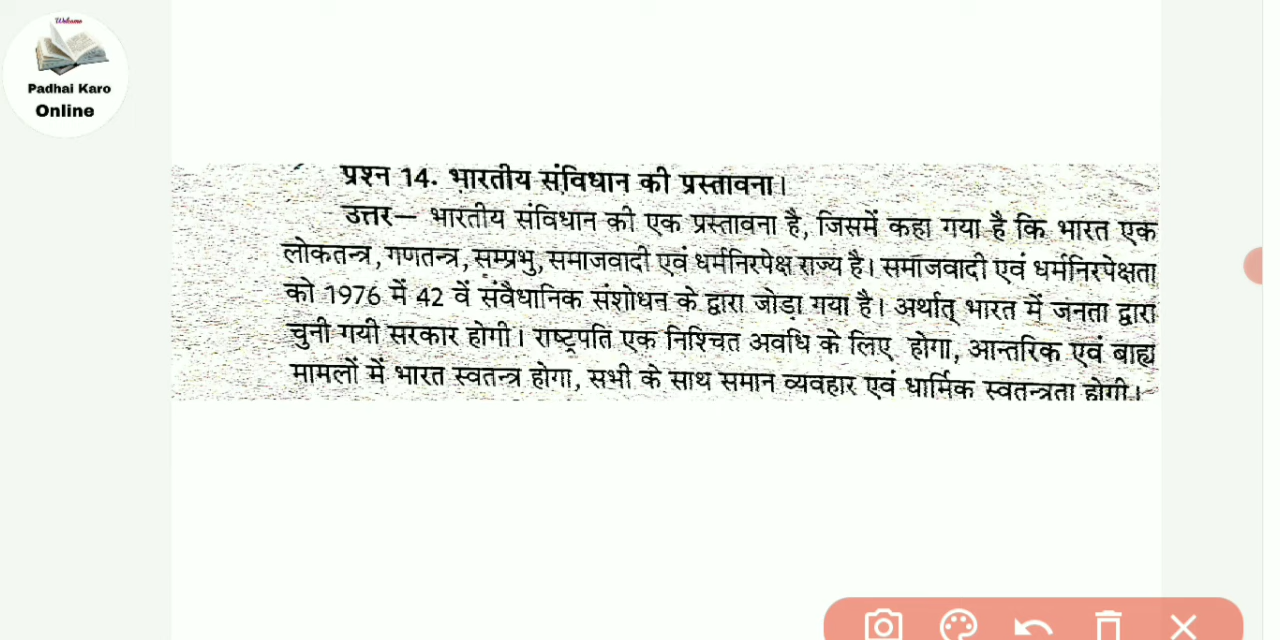 Welcome
Padhai Karo
Online
प्रश्न 14. भारतीय संविधान की प्रस्तावना।
उत्तर— भारतीय संविधान की एक प्रस्तावना है, जिसमें कहा गया है कि भारत एक
लोकतन्त्र, गणतन्त्र, सम्प्रभु, समाजवादी एवं धर्मनिरपेक्ष राज्य है। समाजवादी एवं धर्मनिरपेक्षता
को 1976 में 42 वें संवैधानिक संशोधन के द्वारा जोड़ा गया है। अर्थात् भारत में जनता द्वारा
चुनी गयी सरकार होगी। राष्ट्रपति एक निश्चित अवधि के लिए होगा, आन्तरिक एवं बाह्य
मामलों में भारत स्वतन्त्र होगा, सभी के साथ समान व्यवहार एवं धार्मिक स्वतन्त्रता होगी।